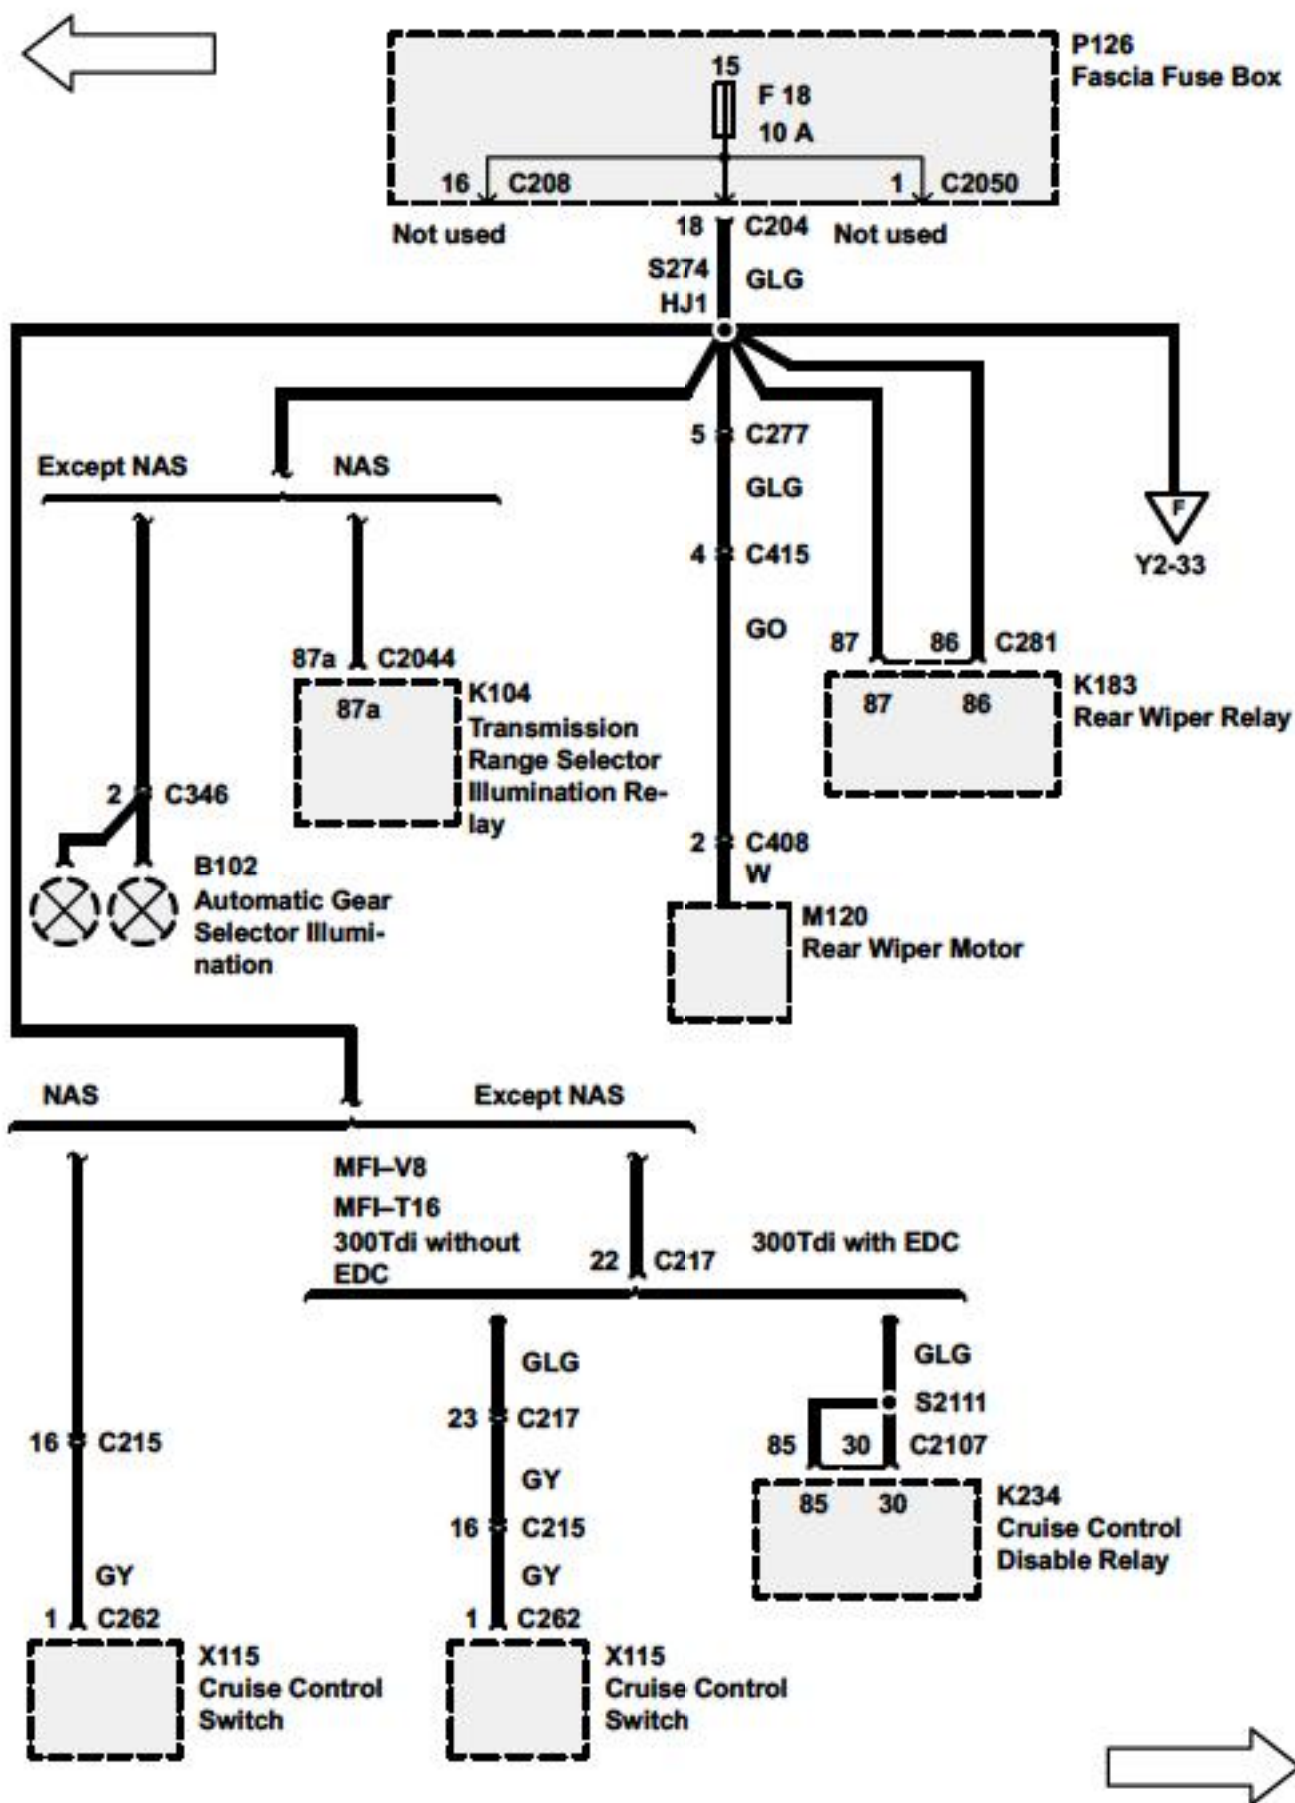 P126
Fascia Fuse Box
15
F 18
10 A
16 C208
1 C2050
Not used
18 C204
Not used
S274
HJ1
GLG
5 C277
Except NAS
NAS
GLG
4 C415
F
Y2-33
GO
87 86 C281
87a C2044
K104
87a
Transmission
Range Selector
Illumination Re-
lay
K183
Rear Wiper Relay
87 86
2 C346
2 C408
W
B102
Automatic Gear
Selector Illumi-
nation
M120
Rear Wiper Motor
NAS
Except NAS
MFI–V8
MFI–T16
300Tdi without
EDC
22 C217
300Tdi with EDC
GLG
GLG
S2111
23 C217
16 C215
85 30 C2107
GY
85 30
K234
Cruise Control
Disable Relay
16 C215
GY
GY
1 C262
1 C262
X115
Cruise Control
Switch
X115
Cruise Control
Switch